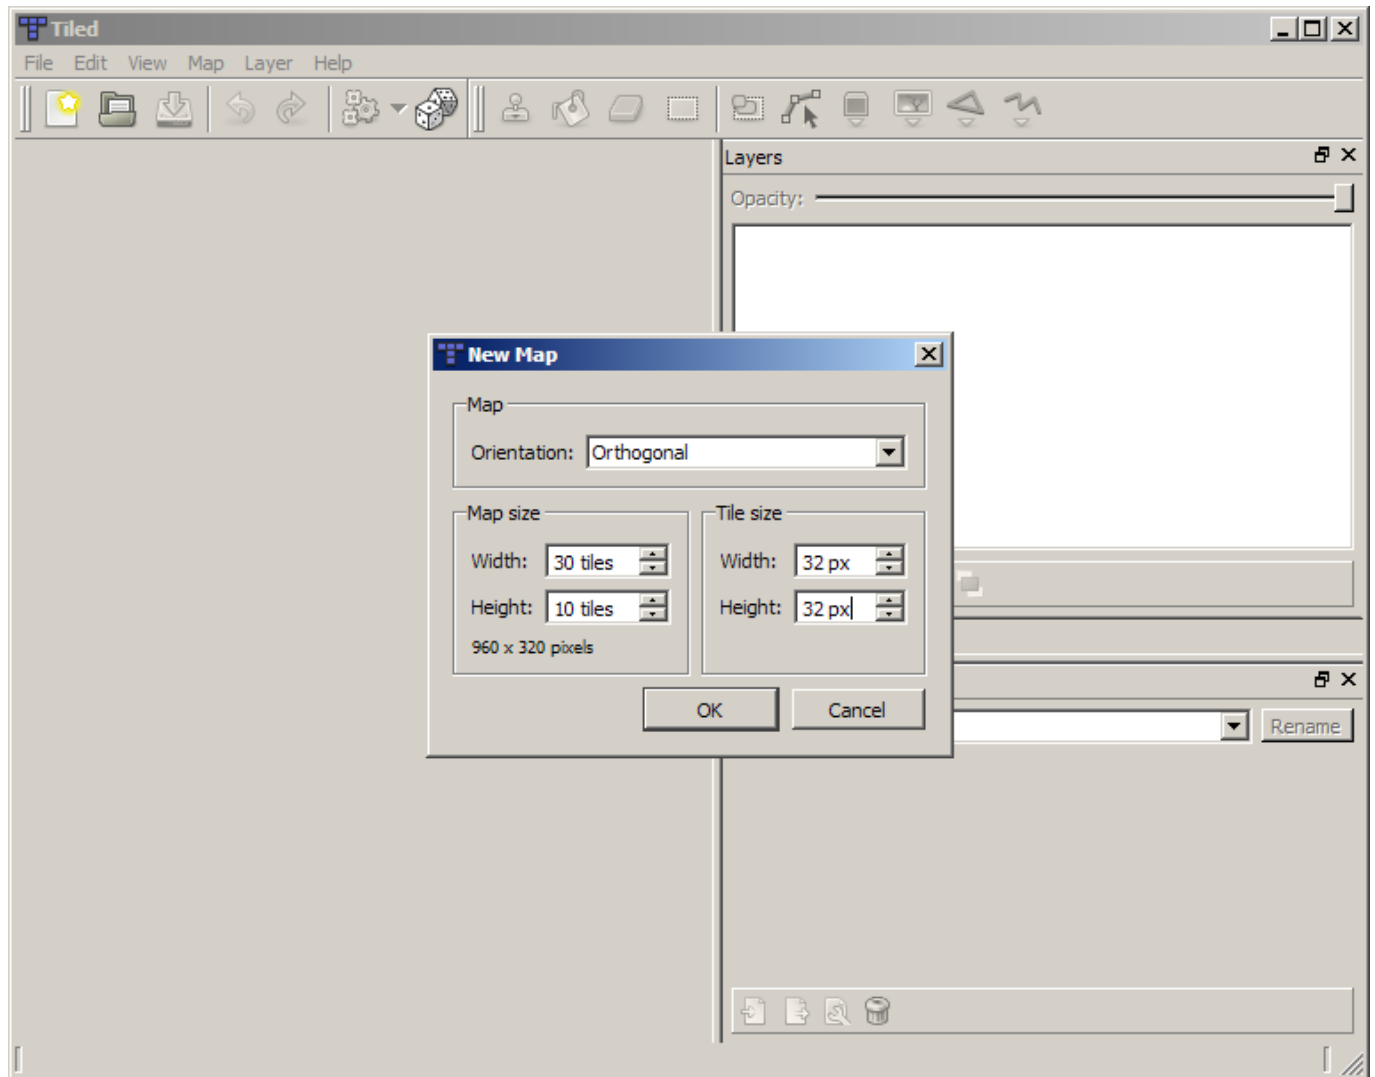 Tiled
File Edit View Map Layer Help
Layers
Opacity:
New Map
Map
Orientation: Orthogonal
Map size
Tile size
Width: 30 tiles
Width: 32 px
Height: 10 tiles
Height: 32 px
960 x 320 pixels
OK
Cancel
Rename